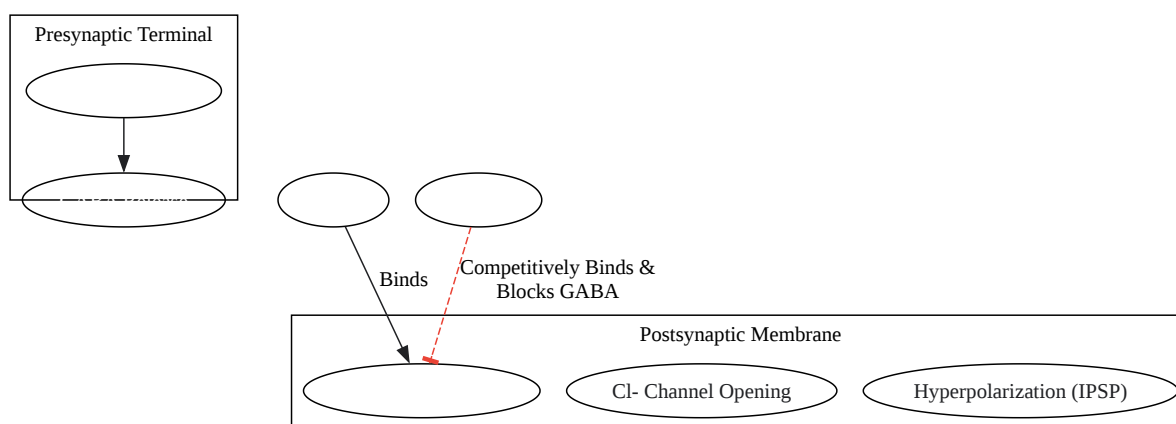 Presynaptic Terminal
Binds
Competitively Binds &
Blocks GABA
Postsynaptic Membrane
Cl- Channel Opening
Hyperpolarization (IPSP)